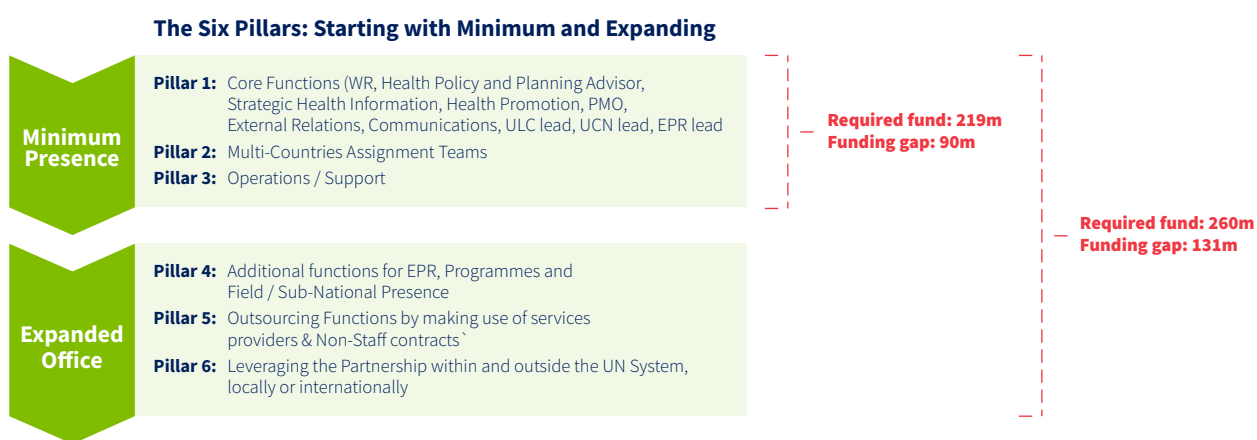 The Six Pillars: Starting with Minimum and Expanding
Minimum
Presence
Pillar 1: Core Functions (WR, Health Policy and Planning Advisor,
Strategic Health Information, Health Promotion, PMO,
External Relations, Communications, ULC lead, UCN lead, EPR lead
Pillar 2: Multi-Countries Assignment Teams
Pillar 3: Operations / Support
Required fund: 219m
Funding gap: 90m
Required fund: 260m
Funding gap: 131m
Expanded
Office
Pillar 4: Additional functions for EPR, Programmes and
Field / Sub-National Presence
Pillar 5: Outsourcing Functions by making use of services
providers & Non-Staff contracts`
Pillar 6: Leveraging the Partnership within and outside the UN System,
locally or internationally